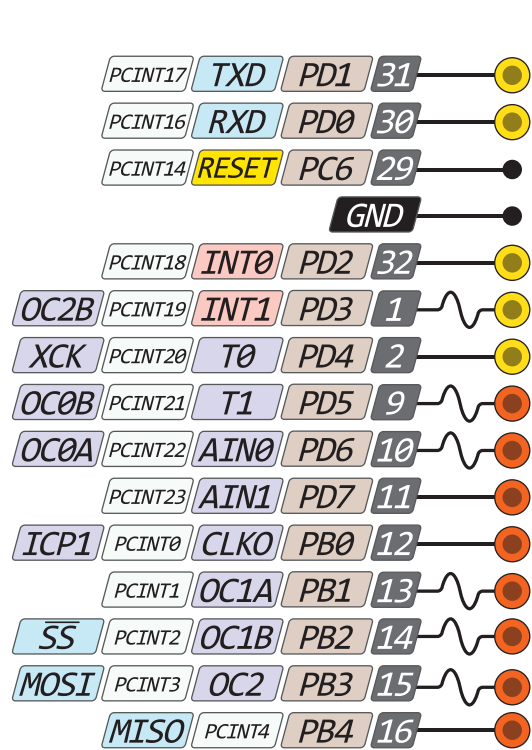 PCINT17 TXD PD1 31
PCINT16 RXD PD0 30
PCINT14 RESET PC6 29
GND
PCINT18 INT0 PD2 32
OC2B PCINT19 INT1 PD3 1
XCK PCINT20 T0 PD4 2
OC0B PCINT21 T1 PD5 9
OC0A PCINT22 AIN0 PD6 10
PCINT23 AIN1 PD7 11
ICP1 PCINT0 CLKO PB0 12
PCINT1 OC1A PB1 13
S̅S̅ PCINT2 OC1B PB2 14
MOSI PCINT3 OC2 PB3 15
MISO PCINT4 PB4 16